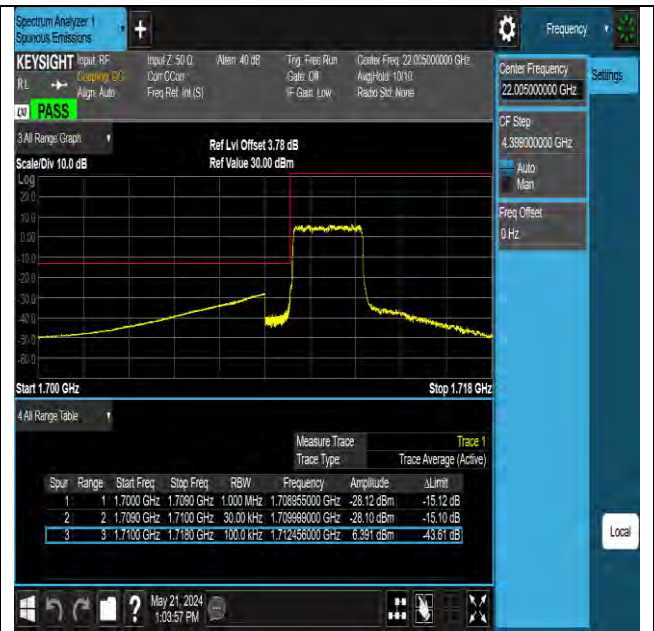 Spectrum Analyzer 1
Spurious Emissions
+
Frequency
KEYSIGHT
Input: RF
Input Z: 50 Ω
Atten: 40 dB
Trig: Free Run
Center Freq: 22.005000000 GHz
RL
Coupling: DC
Corr CCorr
Gate: Off
Avg|Hold: 10/10
Align: Auto
Freq Ref: Int (S)
IF Gain: Low
Radio Std: None
LXI
PASS
Center Frequency
22.005000000 GHz
Settings
CF Step
4.399000000 GHz
Auto
Man
Freq Offset
0 Hz
3 All Range Graph
Ref Lvl Offset 3.78 dB
Scale/Div 10.0 dB
Ref Value 30.00 dBm
Log
20.0
10.0
0.00
-10.0
-20.0
-30.0
-40.0
-50.0
-60.0
Start 1.700 GHz
Stop 1.718 GHz
4 All Range Table
Measure Trace Trace 1
Trace Type Trace Average (Active)
Spur Range Start Freq Stop Freq RBW Frequency Amplitude ΔLimit
1 1 1.7000 GHz 1.7090 GHz 1.000 MHz 1.708955000 GHz -28.12 dBm -15.12 dB
2 2 1.7090 GHz 1.7100 GHz 30.00 kHz 1.709999000 GHz -28.10 dBm -15.10 dB
3 3 1.7100 GHz 1.7180 GHz 100.0 kHz 1.712456000 GHz 6.391 dBm -43.61 dB
Local
?
May 21, 2024
1:03:57 PM